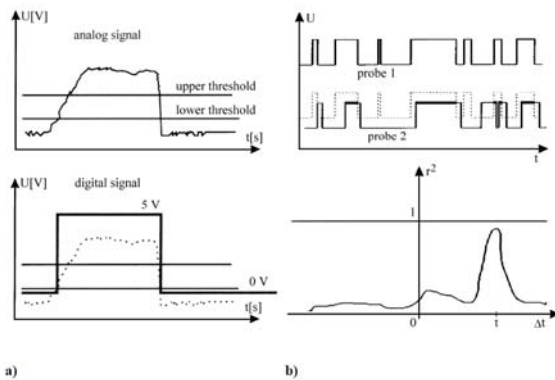 U[V]
analog signal
upper threshold
lower threshold
t[s]
U[V]
digital signal
5 V
0 V
t[s]
a)
U
probe 1
probe 2
t
r²
1
0
t
Δt
b)